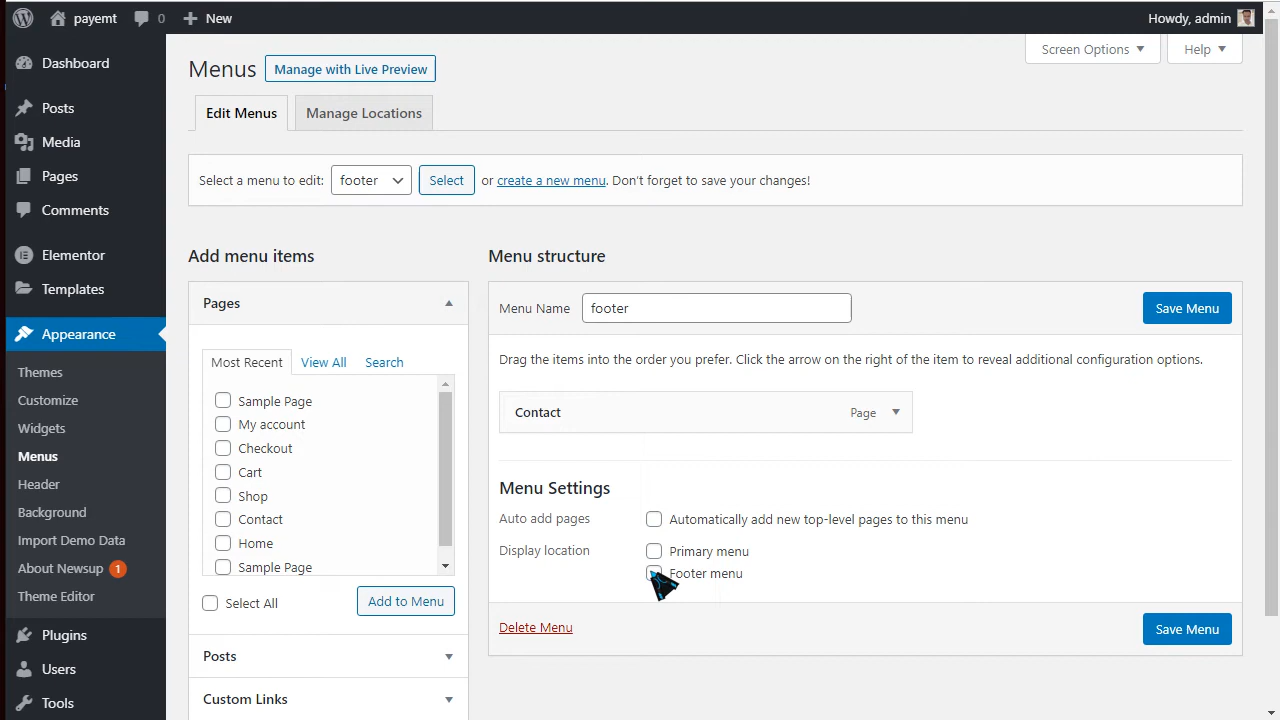 payemt
0
New
Howdy, admin
Dashboard
Posts
Media
Pages
Comments
Elementor
Templates
Appearance
Themes
Customize
Widgets
Menus
Header
Background
Import Demo Data
About Newsup 1
Theme Editor
Plugins
Users
Tools
Screen Options
Help
Menus
Manage with Live Preview
Edit Menus
Manage Locations
Select a menu to edit: footer Select or create a new menu. Don't forget to save your changes!
Add menu items
Pages
Most Recent
View All
Search
Sample Page
My account
Checkout
Cart
Shop
Contact
Home
Sample Page
Select All
Add to Menu
Posts
Custom Links
Menu structure
Menu Name footer
Save Menu
Drag the items into the order you prefer. Click the arrow on the right of the item to reveal additional configuration options.
Contact Page
Menu Settings
Auto add pages Automatically add new top-level pages to this menu
Display location Primary menu
Footer menu
Delete Menu
Save Menu